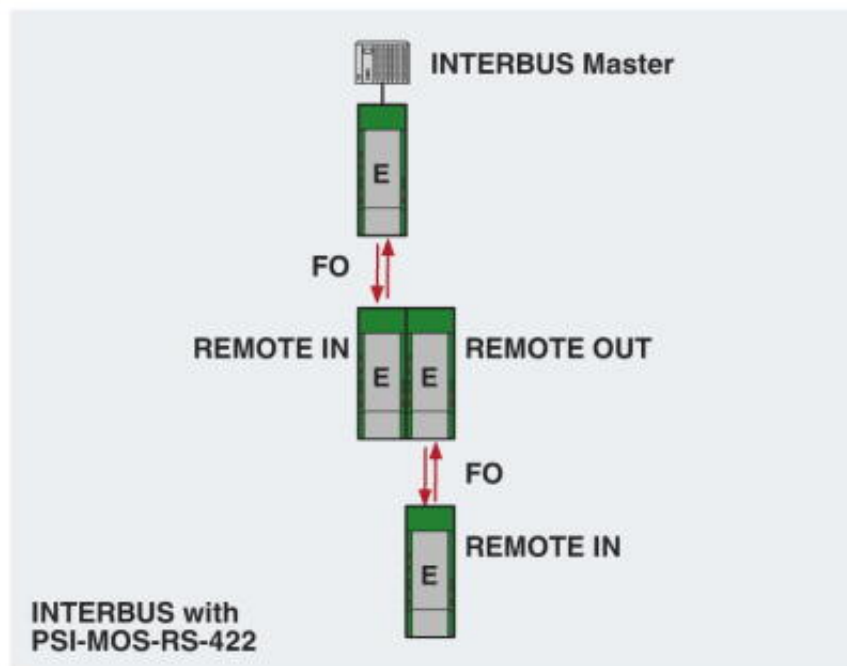 INTERBUS Master
E
FO
REMOTE IN
E
E
REMOTE OUT
FO
E
REMOTE IN
INTERBUS with
PSI-MOS-RS-422